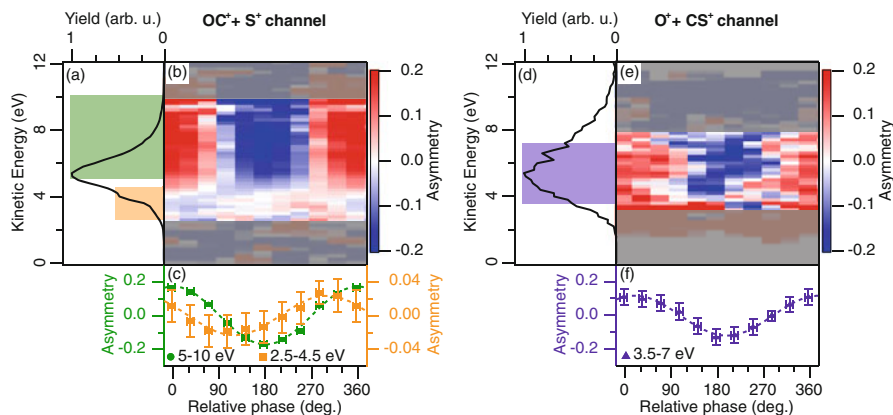 Yield (arb. u.)
OC⁺+ S⁺ channel
1 0
(a) (b)
Kinetic Energy (eV)
12
8
4
0
0.2
0.1
0.0
-0.1
-0.2
Asymmetry
(c)
Asymmetry
0.2
0.0
-0.2
5-10 eV
2.5-4.5 eV
0.04
0.00
-0.04
Asymmetry
0 90 180 270 360
Relative phase (deg.)
Yield (arb. u.)
O⁺+ CS⁺ channel
1 0
(d) (e)
Kinetic Energy (eV)
12
8
4
0
0.2
0.1
0.0
-0.1
-0.2
Asymmetry
(f)
Asymmetry
0.2
0.0
-0.2
3.5-7 eV
0 90 180 270 360
Relative phase (deg.)